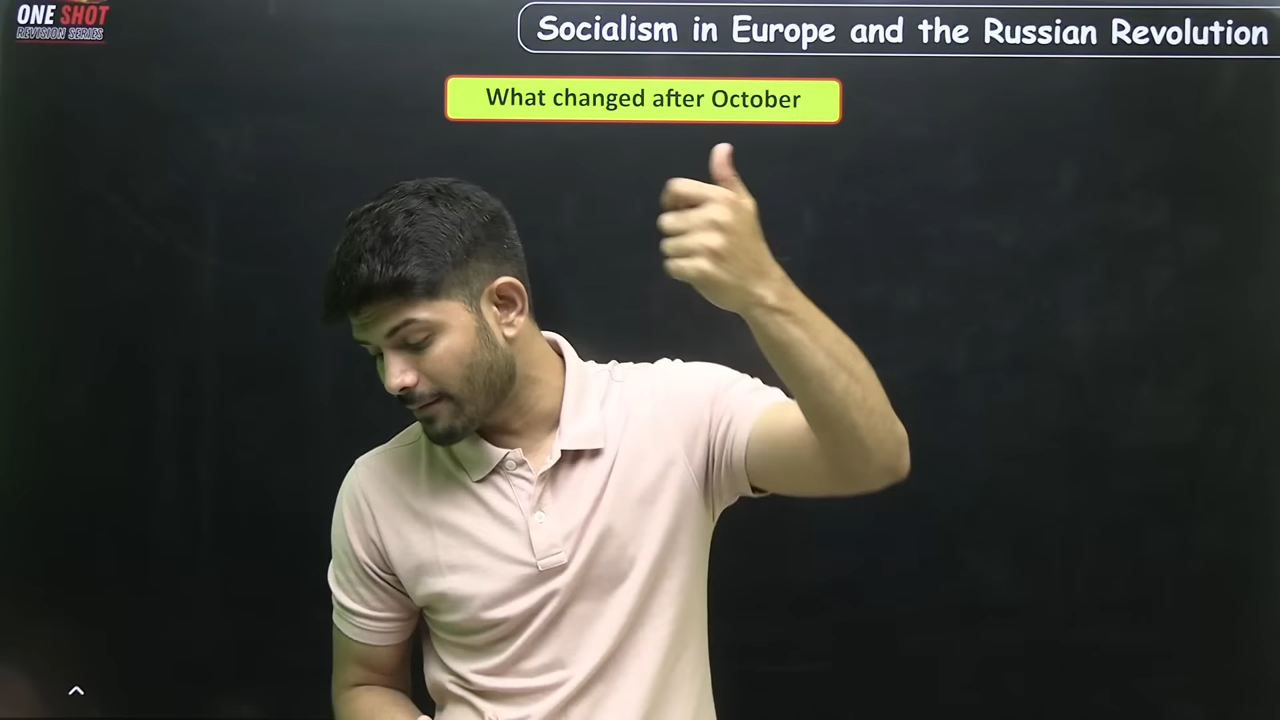 ONE SHOT
REVISION SERIES
Socialism in Europe and the Russian Revolution
What changed after October